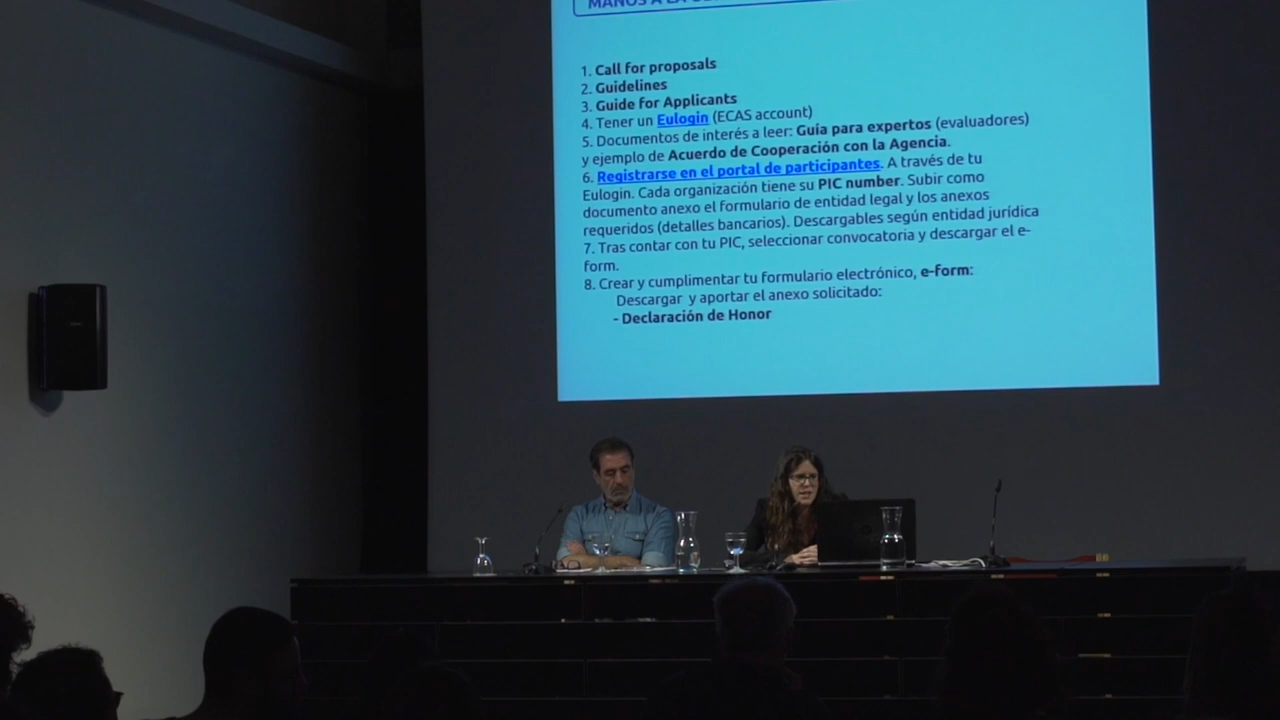 MANOS A LA
1. Call for proposals
2. Guidelines
3. Guide for Applicants
4. Tener un Eulogin (ECAS account)
5. Documentos de interés a leer: Guía para expertos (evaluadores)
y ejemplo de Acuerdo de Cooperación con la Agencia.
6. Registrarse en el portal de participantes. A través de tu
Eulogin. Cada organización tiene su PIC number. Subir como
documento anexo el formulario de entidad legal y los anexos
requeridos (detalles bancarios). Descargables según entidad jurídica
7. Tras contar con tu PIC, seleccionar convocatoria y descargar el e-
form.
8. Crear y cumplimentar tu formulario electrónico, e-form:
Descargar y aportar el anexo solicitado:
- Declaración de Honor